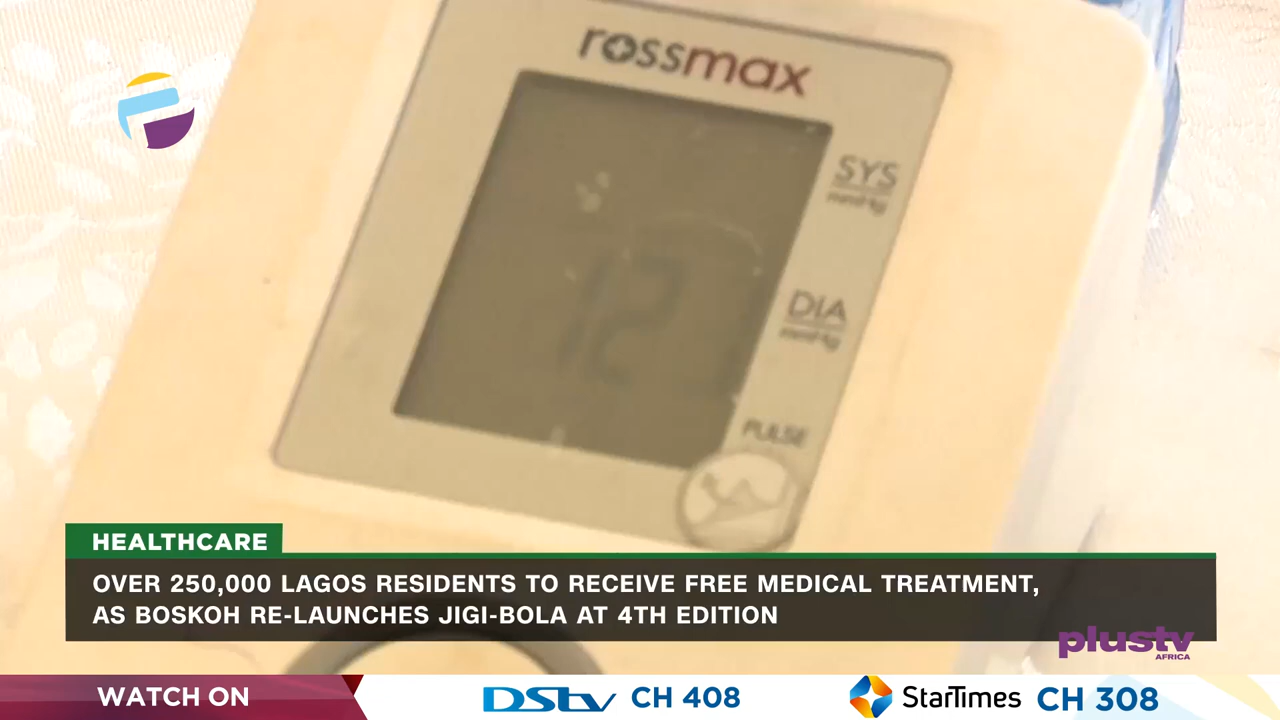 rossmax
SYS
mmHg
DIA
mmHg
PULSE
HEALTHCARE
OVER 250,000 LAGOS RESIDENTS TO RECEIVE FREE MEDICAL TREATMENT,
AS BOSKOH RE-LAUNCHES JIGI-BOLA AT 4TH EDITION
plustv
AFRICA
WATCH ON
DStv CH 408
StarTimes CH 308